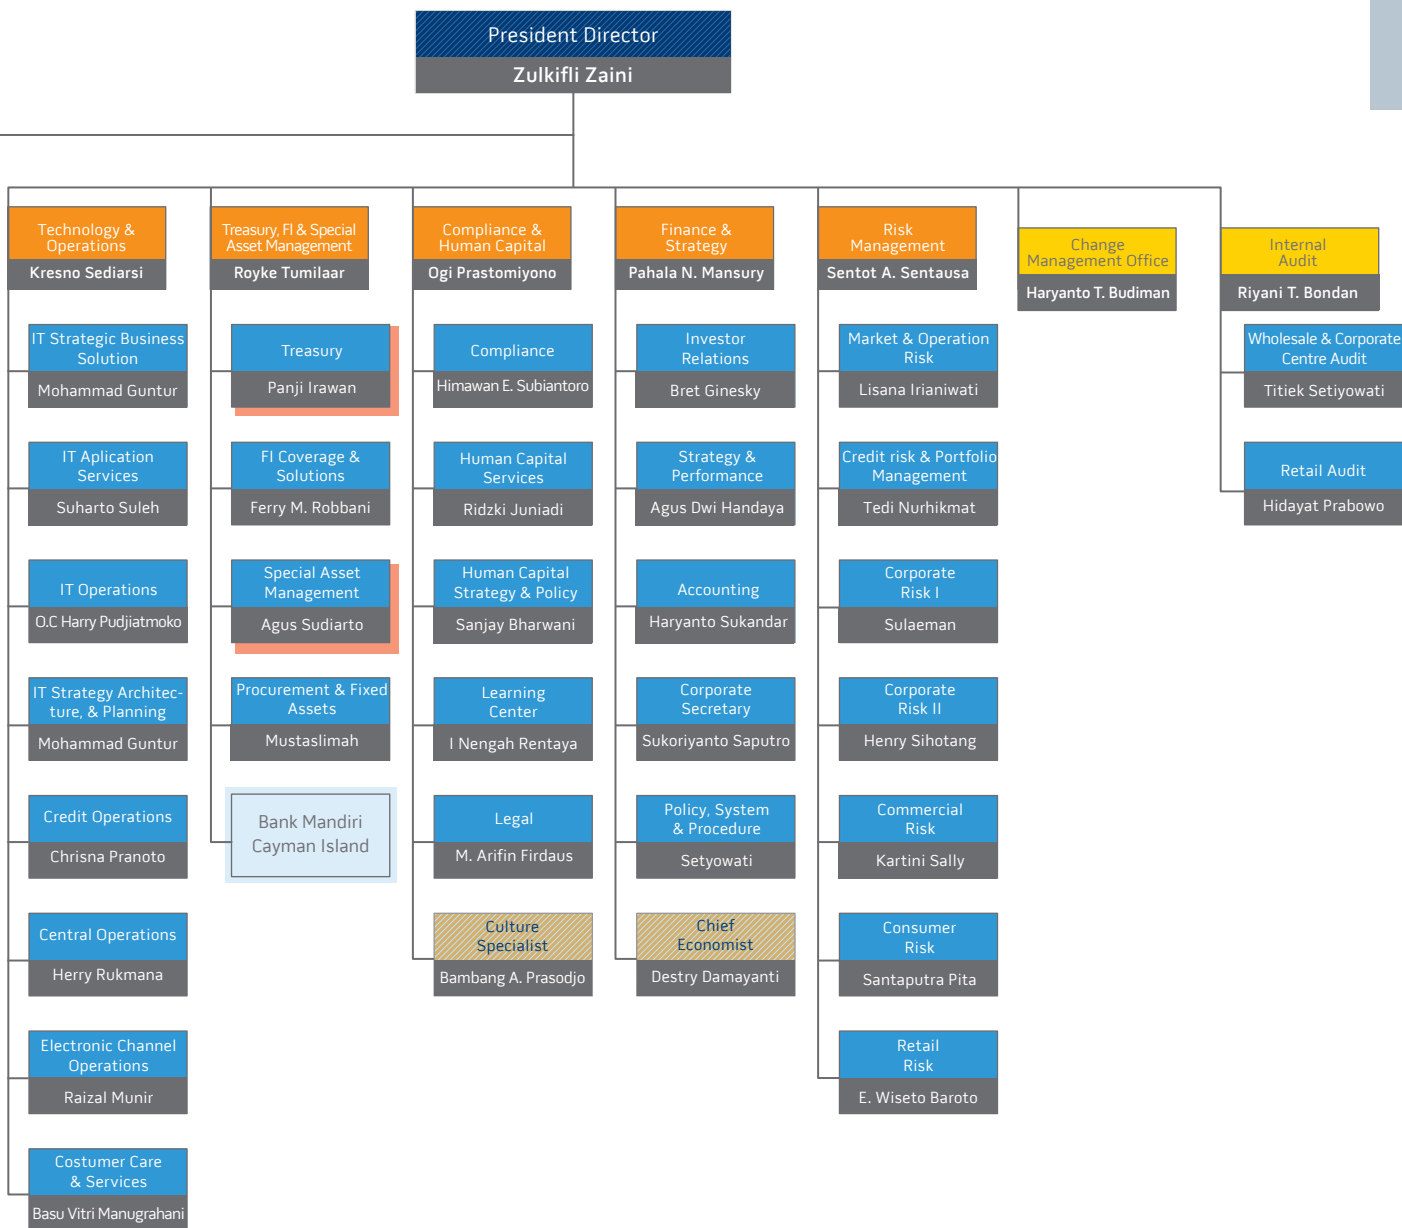 President Director
Zulkifli Zaini
Technology &
Operations
Kresno Sediarsi
IT Strategic Business
Solution
Mohammad Guntur
IT Aplication
Services
Suharto Suleh
IT Operations
O.C Harry Pudjiatmoko
IT Strategy Architec-
ture, & Planning
Mohammad Guntur
Credit Operations
Chrisna Pranoto
Central Operations
Herry Rukmana
Electronic Channel
Operations
Raizal Munir
Costumer Care
& Services
Basu Vitri Manugrahani
Treasury, FI & Special
Asset Management
Royke Tumilaar
Treasury
Panji Irawan
FI Coverage &
Solutions
Ferry M. Robbani
Special Asset
Management
Agus Sudiarto
Procurement & Fixed
Assets
Mustaslimah
Bank Mandiri
Cayman Island
Compliance &
Human Capital
Ogi Prastomiyono
Compliance
Himawan E. Subiantoro
Human Capital
Services
Ridzki Juniadi
Human Capital
Strategy & Policy
Sanjay Bharwani
Learning
Center
I Nengah Rentaya
Legal
M. Arifin Firdaus
Culture
Specialist
Bambang A. Prasodjo
Finance &
Strategy
Pahala N. Mansury
Investor
Relations
Bret Ginesky
Strategy &
Performance
Agus Dwi Handaya
Accounting
Haryanto Sukandar
Corporate
Secretary
Sukoriyanto Saputro
Policy, System
& Procedure
Setyowati
Chief
Economist
Destry Damayanti
Risk
Management
Sentot A. Sentausa
Market & Operation
Risk
Lisana Irianiwati
Credit risk & Portfolio
Management
Tedi Nurhikmat
Corporate
Risk I
Sulaeman
Corporate
Risk II
Henry Sihotang
Commercial
Risk
Kartini Sally
Consumer
Risk
Santaputra Pita
Retail
Risk
E. Wiseto Baroto
Change
Management Office
Haryanto T. Budiman
Internal
Audit
Riyani T. Bondan
Wholesale & Corporate
Centre Audit
Titiek Setiyowati
Retail Audit
Hidayat Prabowo